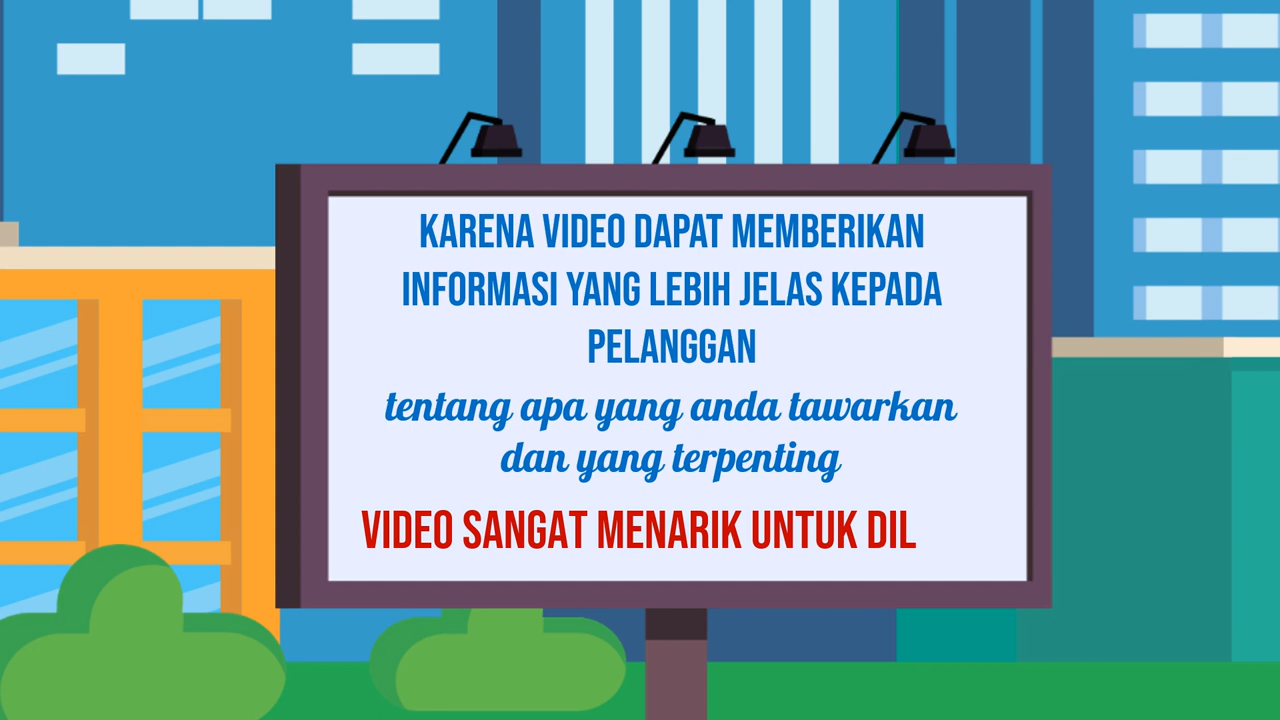 KARENA VIDEO DAPAT MEMBERIKAN
INFORMASI YANG LEBIH JELAS KEPADA
PELANGGAN
tentang apa yang anda tawarkan
dan yang terpenting
VIDEO SANGAT MENARIK UNTUK DIL